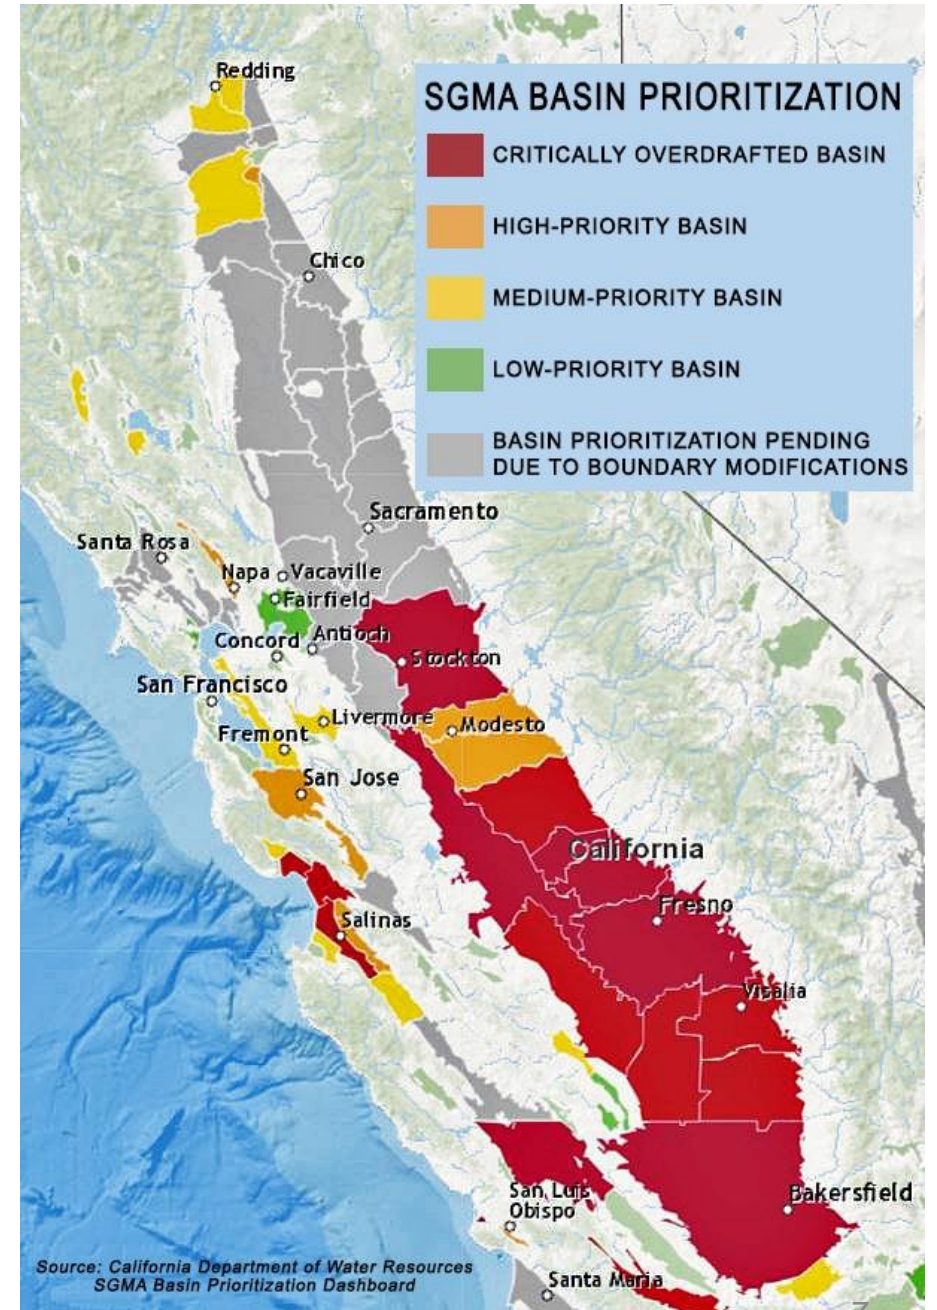 Redding
SGMA BASIN PRIORITIZATION
CRITICALLY OVERDRAFTED BASIN
HIGH-PRIORITY BASIN
MEDIUM-PRIORITY BASIN
LOW-PRIORITY BASIN
BASIN PRIORITIZATION PENDING
DUE TO BOUNDARY MODIFICATIONS
Chico
Sacramento
Santa Rosa
Napa
Vacaville
Fairfield
Concord
Antioch
Stockton
San Francisco
Livermore
Modesto
Fremont
San Jose
California
Fresno
Salinas
Visalia
San Luis
Obispo
Bakersfield
Source: California Department of Water Resources
SGMA Basin Prioritization Dashboard
Santa Maria